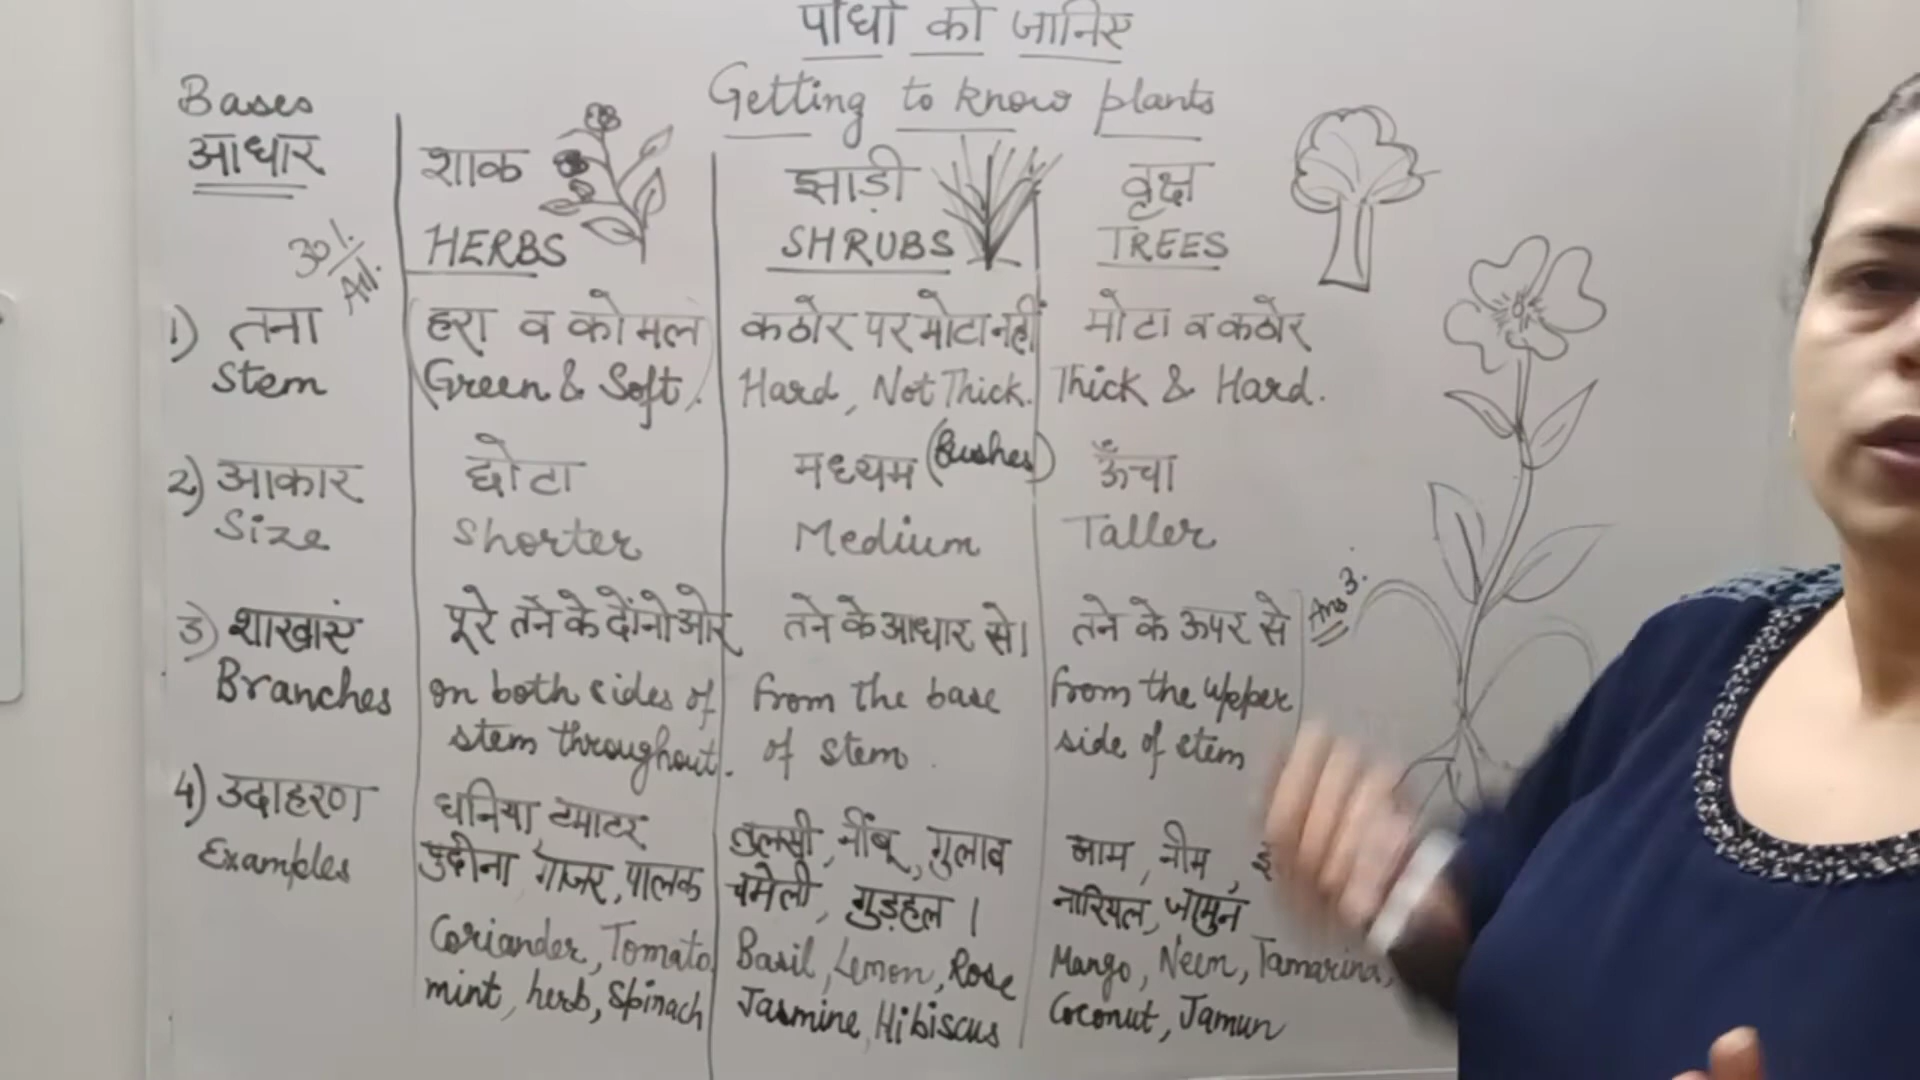 पौधों को जानिए
Getting to know plants
Bases
आधार
शाक
HERBS
झाड़ी
SHRUBS
वृक्ष
TREES
1) तना
Stem
हरा व कोमल
(Green & Soft).
कठोर पर मोटा नहीं
Hard, Not Thick.
मोटा व कठोर
Thick & Hard.
2) आकार
Size
छोटा
Shorter
मध्यम (Bushes)
Medium
ऊँचा
Taller
3) शाखाएं
Branches
पूरे तने के दोंनो ओर
on both sides of
stem throughout.
तने के आधार से।
from the base
of stem.
तने के ऊपर से
from the upper
side of stem
Ans 3.
4) उदाहरण
Examples
धनिया, टमाटर
पुदीना, गाजर, पालक
Coriander, Tomato,
mint, herb, Spinach
तुलसी, नींबू, गुलाब
चमेली, गुड़हल।
Basil, Lemon, Rose
Jasmine, Hibiscus
आम, नीम,
नारियल, जामुन
Mango, Neem, Tamarind,
Coconut, Jamun